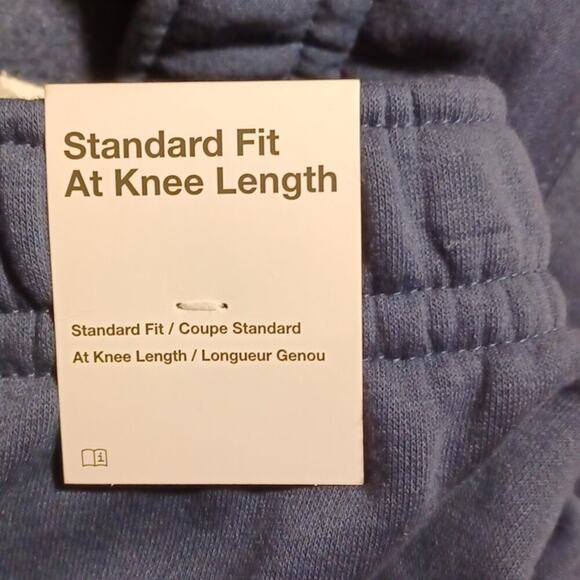 Standard Fit
At Knee Length
Standard Fit / Coupe Standard
At Knee Length / Longueur Genou
i